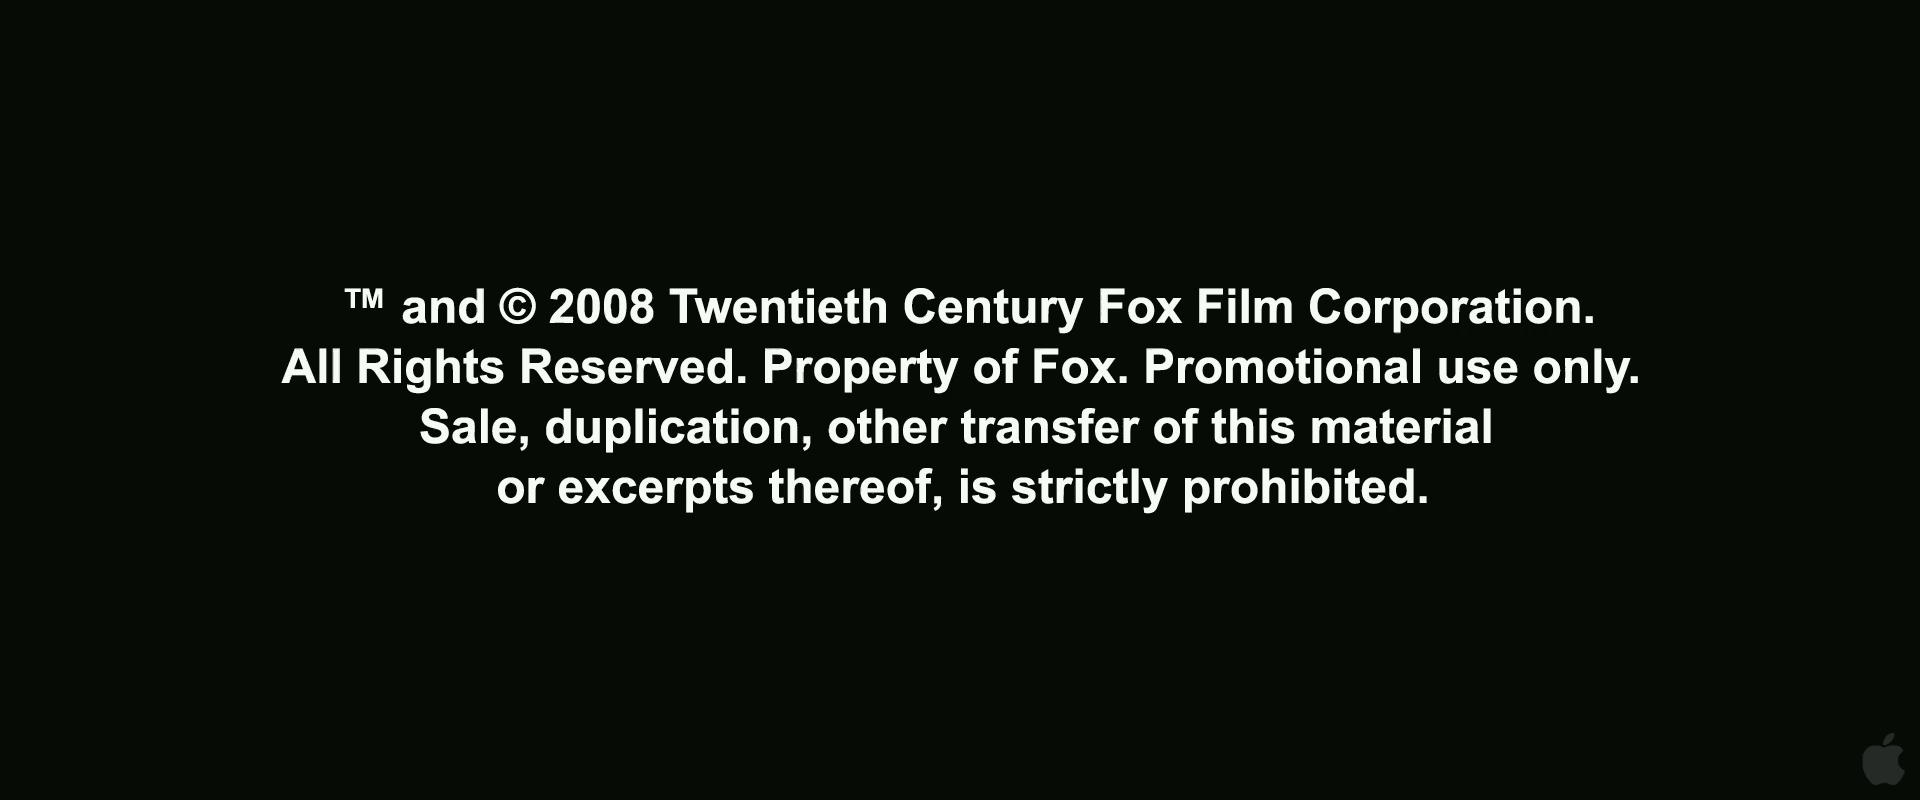 ™ and © 2008 Twentieth Century Fox Film Corporation.
All Rights Reserved. Property of Fox. Promotional use only.
Sale, duplication, other transfer of this material
or excerpts thereof, is strictly prohibited.